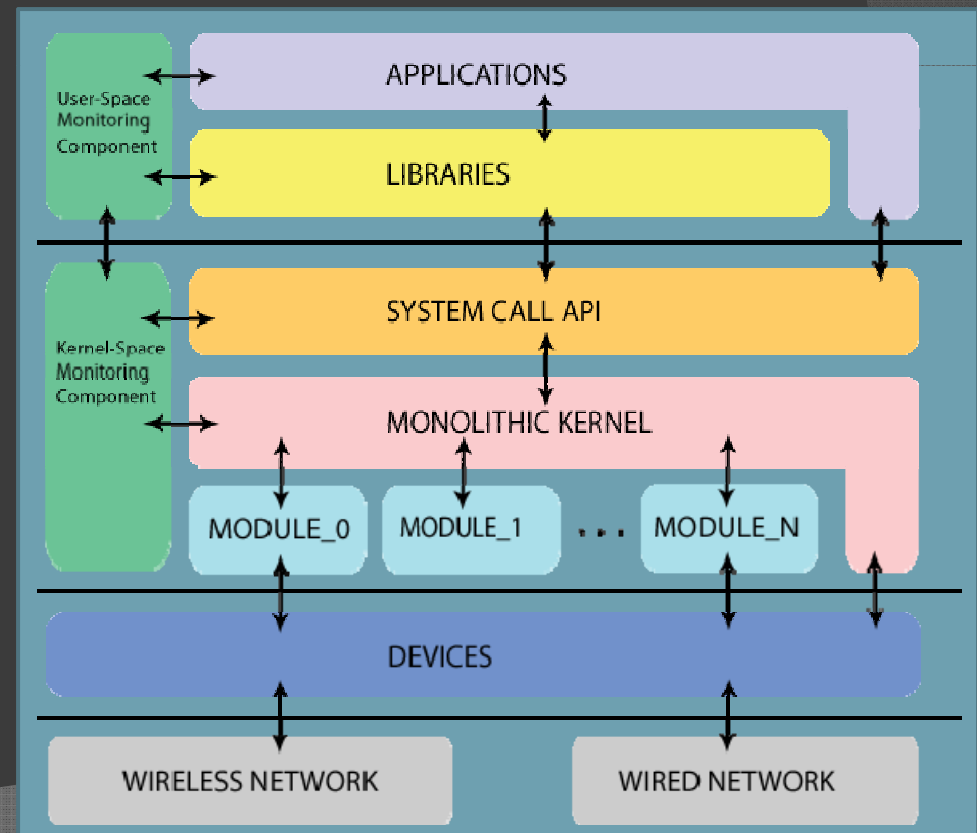 APPLICATIONS
User-Space
Monitoring
Component
LIBRARIES
SYSTEM CALL API
Kernel-Space
Monitoring
Component
MONOLITHIC KERNEL
MODULE_0
MODULE_1
...
MODULE_N
DEVICES
WIRELESS NETWORK
WIRED NETWORK